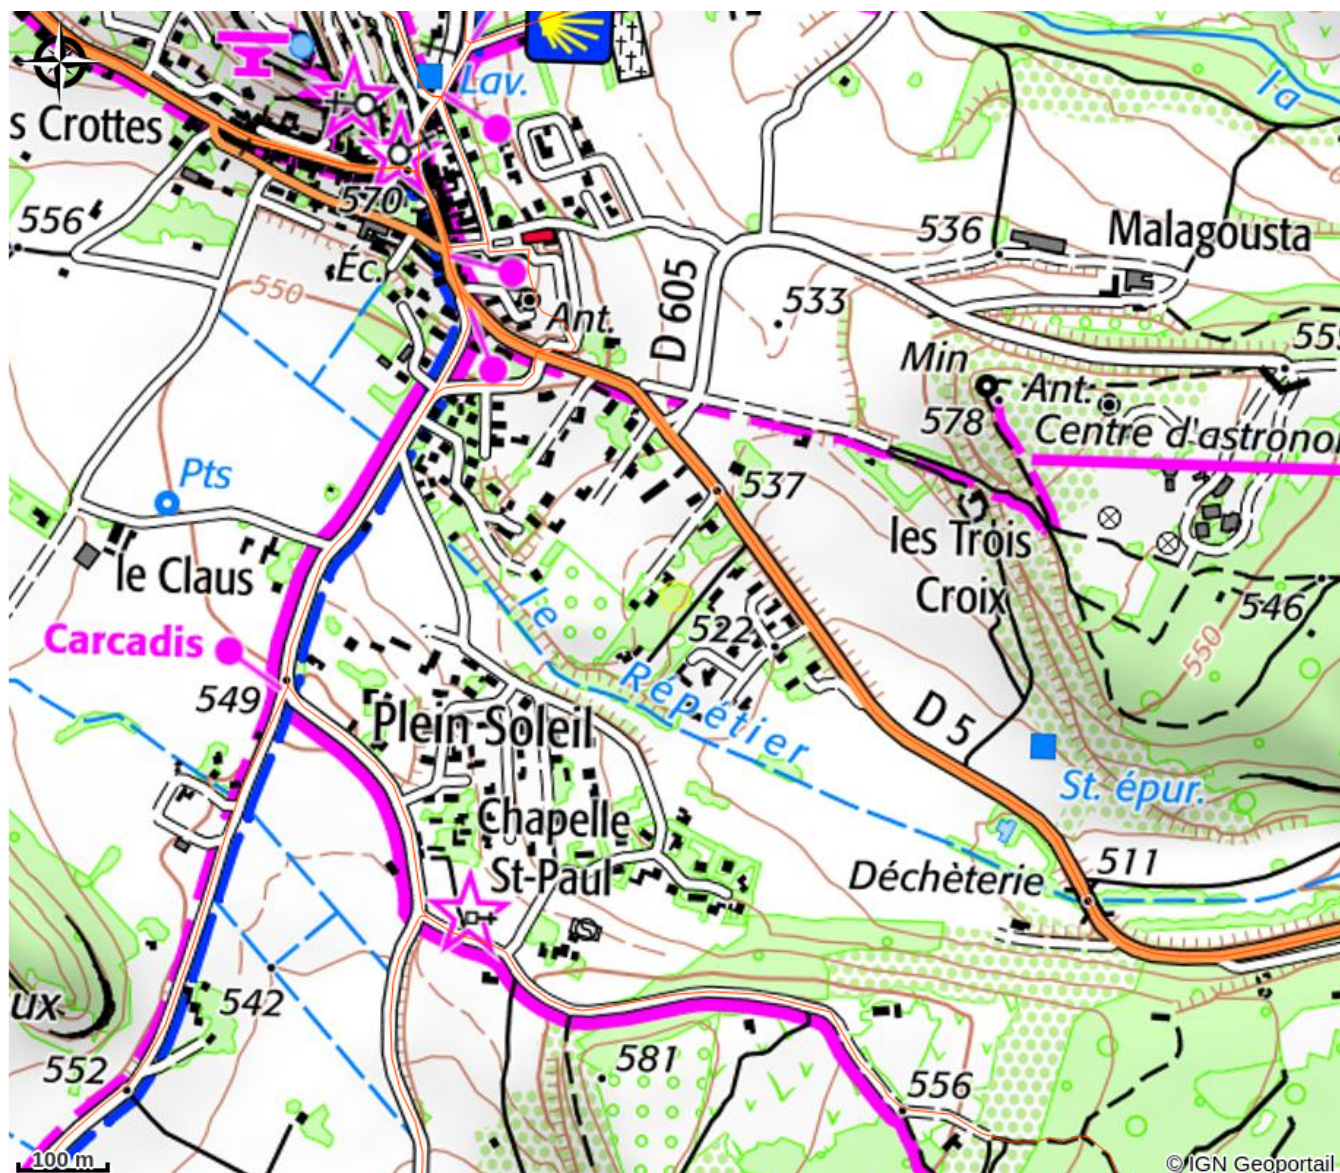 Lav.
la
s Crottes
570
556
536
Malagousta
Éc.
550
D 605
533
Ant.
Min
Ant.
578
Centre d'astrono
Pts
537
les Trois
Croix
le Claus
le
546
522
Carcadis
550
549
Répétier
Plein Soleil
D 5
St. épur.
Chapelle
St-Paul
511
Déchèterie
ux
542
581
552
556
100 m
© IGN Geoportail